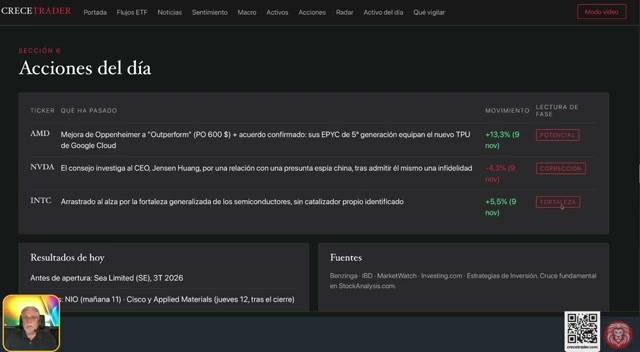 CRECETRADER
Portada Flujos ETF Noticias Sentimiento Macro Activos Acciones Radar Activo del día Qué vigilar
Modo vídeo
SECCIÓN 6
Acciones del día
TICKER QUÉ HA PASADO MOVIMIENTO LECTURA DE
FASE
AMD Mejora de Oppenheimer a "Outperform" (PO 600 $) + acuerdo confirmado: sus EPYC de 5ª generación equipan el nuevo TPU +13,3% (9 POTENCIAL
de Google Cloud nov)
NVDA El consejo investiga al CEO, Jensen Huang, por una relación con una presunta espía china, tras admitir él mismo una infidelidad -4,3% (9 CORRECCIÓN
nov)
INTC Arrastrado al alza por la fortaleza generalizada de los semiconductores, sin catalizador propio identificado +5,5% (9 FORTALEZA
nov)
Resultados de hoy
Antes de apertura: Sea Limited (SE), 3T 2026
NIO (mañana 11) · Cisco y Applied Materials (jueves 12, tras el cierre)
Fuentes
Benzinga · IBD · MarketWatch · Investing.com · Estrategias de Inversión. Cruce fundamental
en StockAnalysis.com.
crecetrader.com